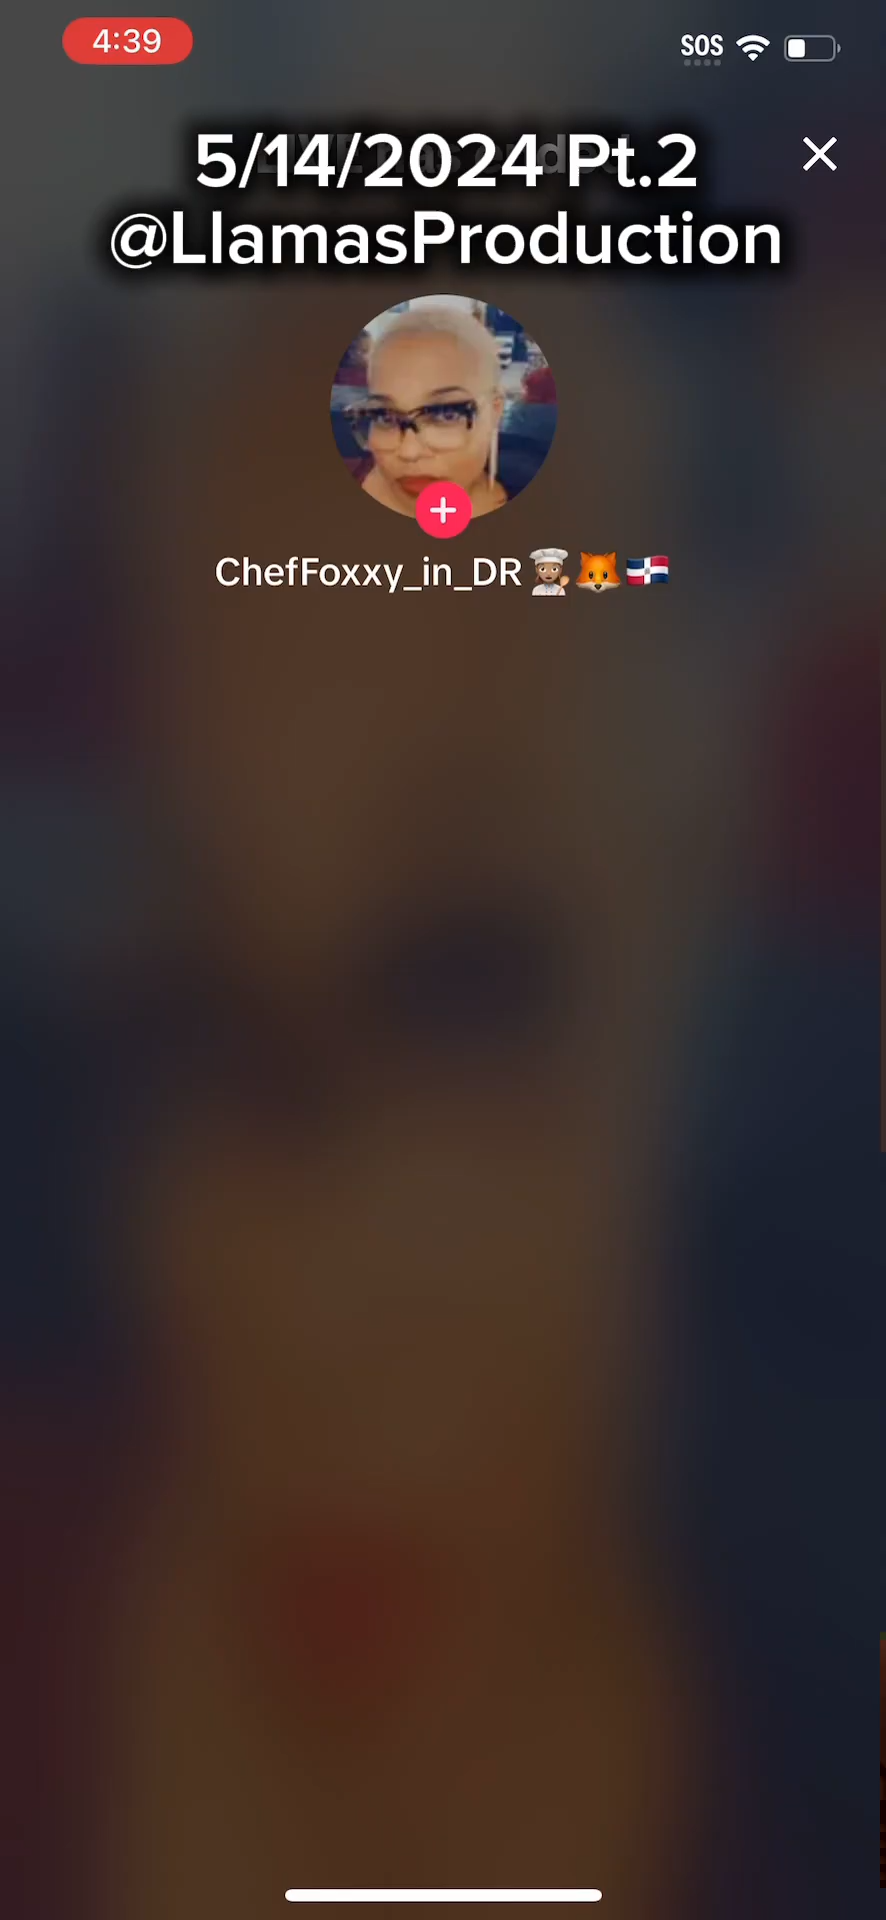 4:39
SOS
5/14/2024 Pt.2
@LlamasProduction
ChefFoxxy_in_DR👩🏽‍🍳🦊🇩🇴